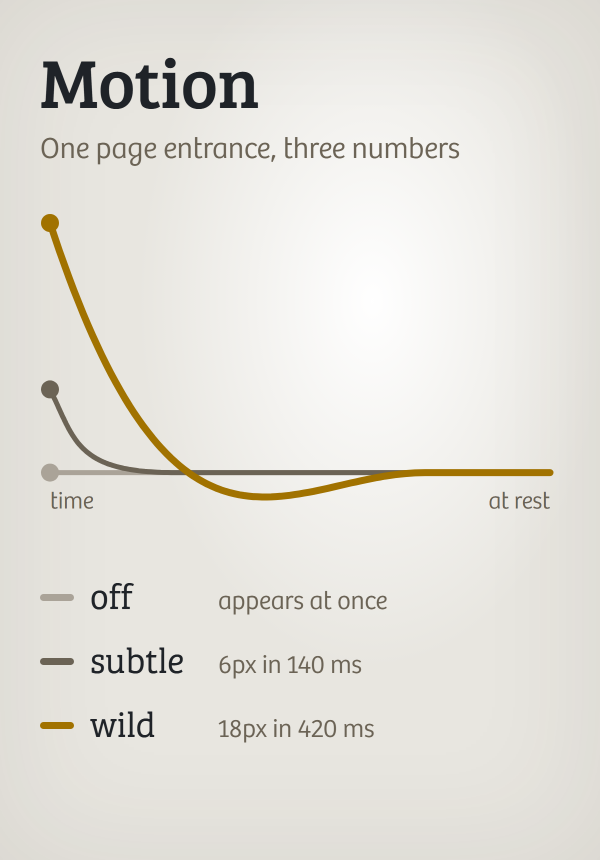 Motion
One page entrance, three numbers
time
at rest
off
appears at once
subtle
6px in 140 ms
wild
18px in 420 ms